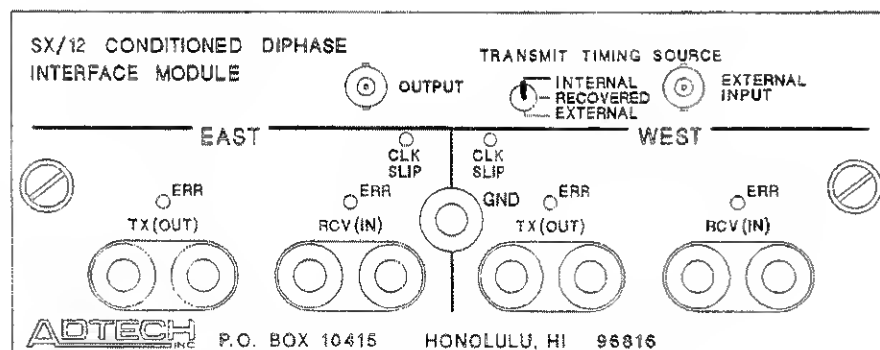 SX/12 CONDITIONED DIPHASE
INTERFACE MODULE
OUTPUT
TRANSMIT TIMING SOURCE
INTERNAL
RECOVERED
EXTERNAL
EXTERNAL
INPUT
EAST
WEST
CLK
SLIP
CLK
SLIP
ERR
TX(OUT)
ERR
RCV(IN)
GND
ERR
TX(OUT)
ERR
RCV(IN)
ADTECH INC P.O. BOX 10415 HONOLULU, HI 96816